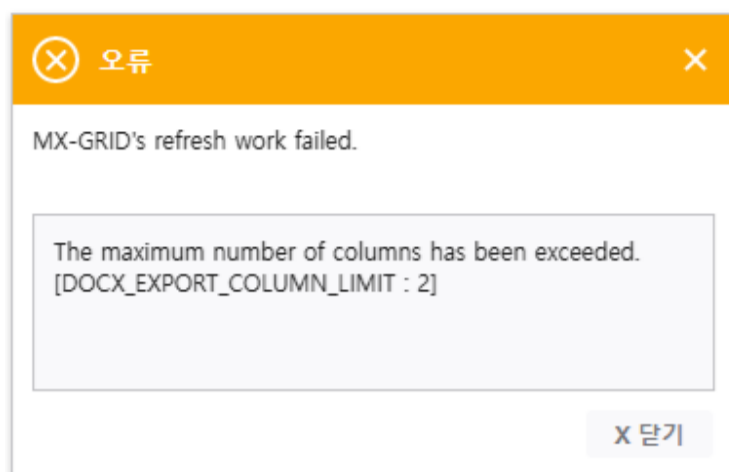 오류
MX-GRID's refresh work failed.
The maximum number of columns has been exceeded.
[DOCX_EXPORT_COLUMN_LIMIT : 2]
X 닫기